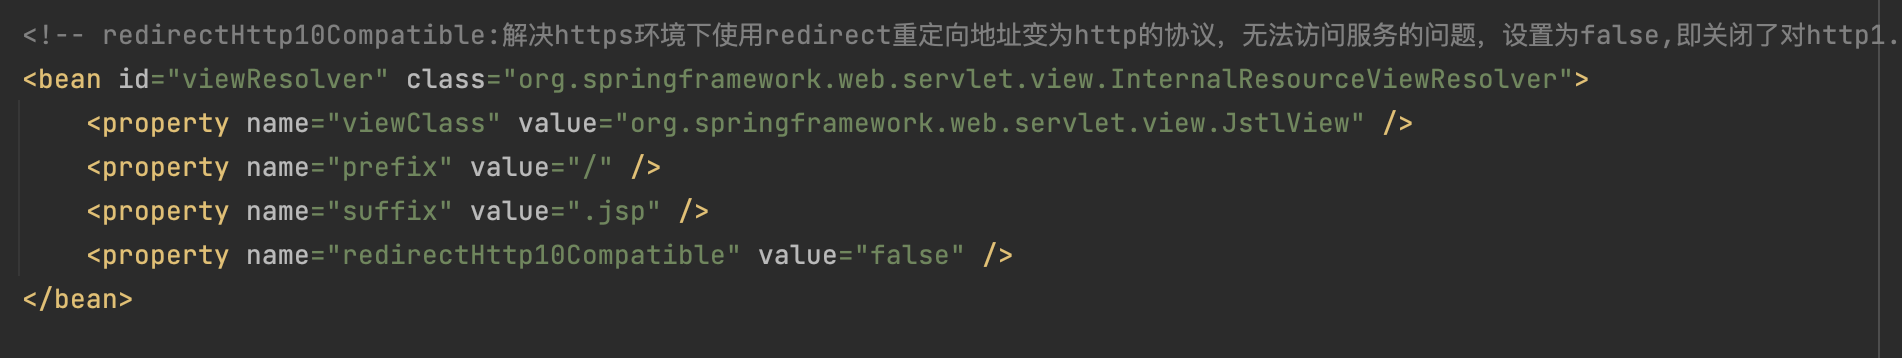 <!-- redirectHttp10Compatible:解决https环境下使用redirect重定向地址变为http的协议，无法访问服务的问题，设置为false,即关闭了对http1.
<bean id="viewResolver" class="org.springframework.web.servlet.view.InternalResourceViewResolver">
<property name="viewClass" value="org.springframework.web.servlet.view.JstlView" />
<property name="prefix" value="/" />
<property name="suffix" value=".jsp" />
<property name="redirectHttp10Compatible" value="false" />
</bean>